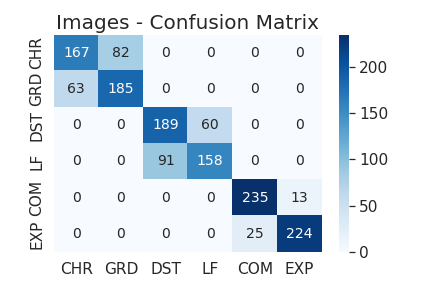 Images - Confusion Matrix
CHR 167 82 0 0 0 0
GRD 63 185 0 0 0 0
DST 0 0 189 60 0 0
LF 0 0 91 158 0 0
COM 0 0 0 0 235 13
EXP 0 0 0 0 25 224
CHR GRD DST LF COM EXP
200
150
100
50
0